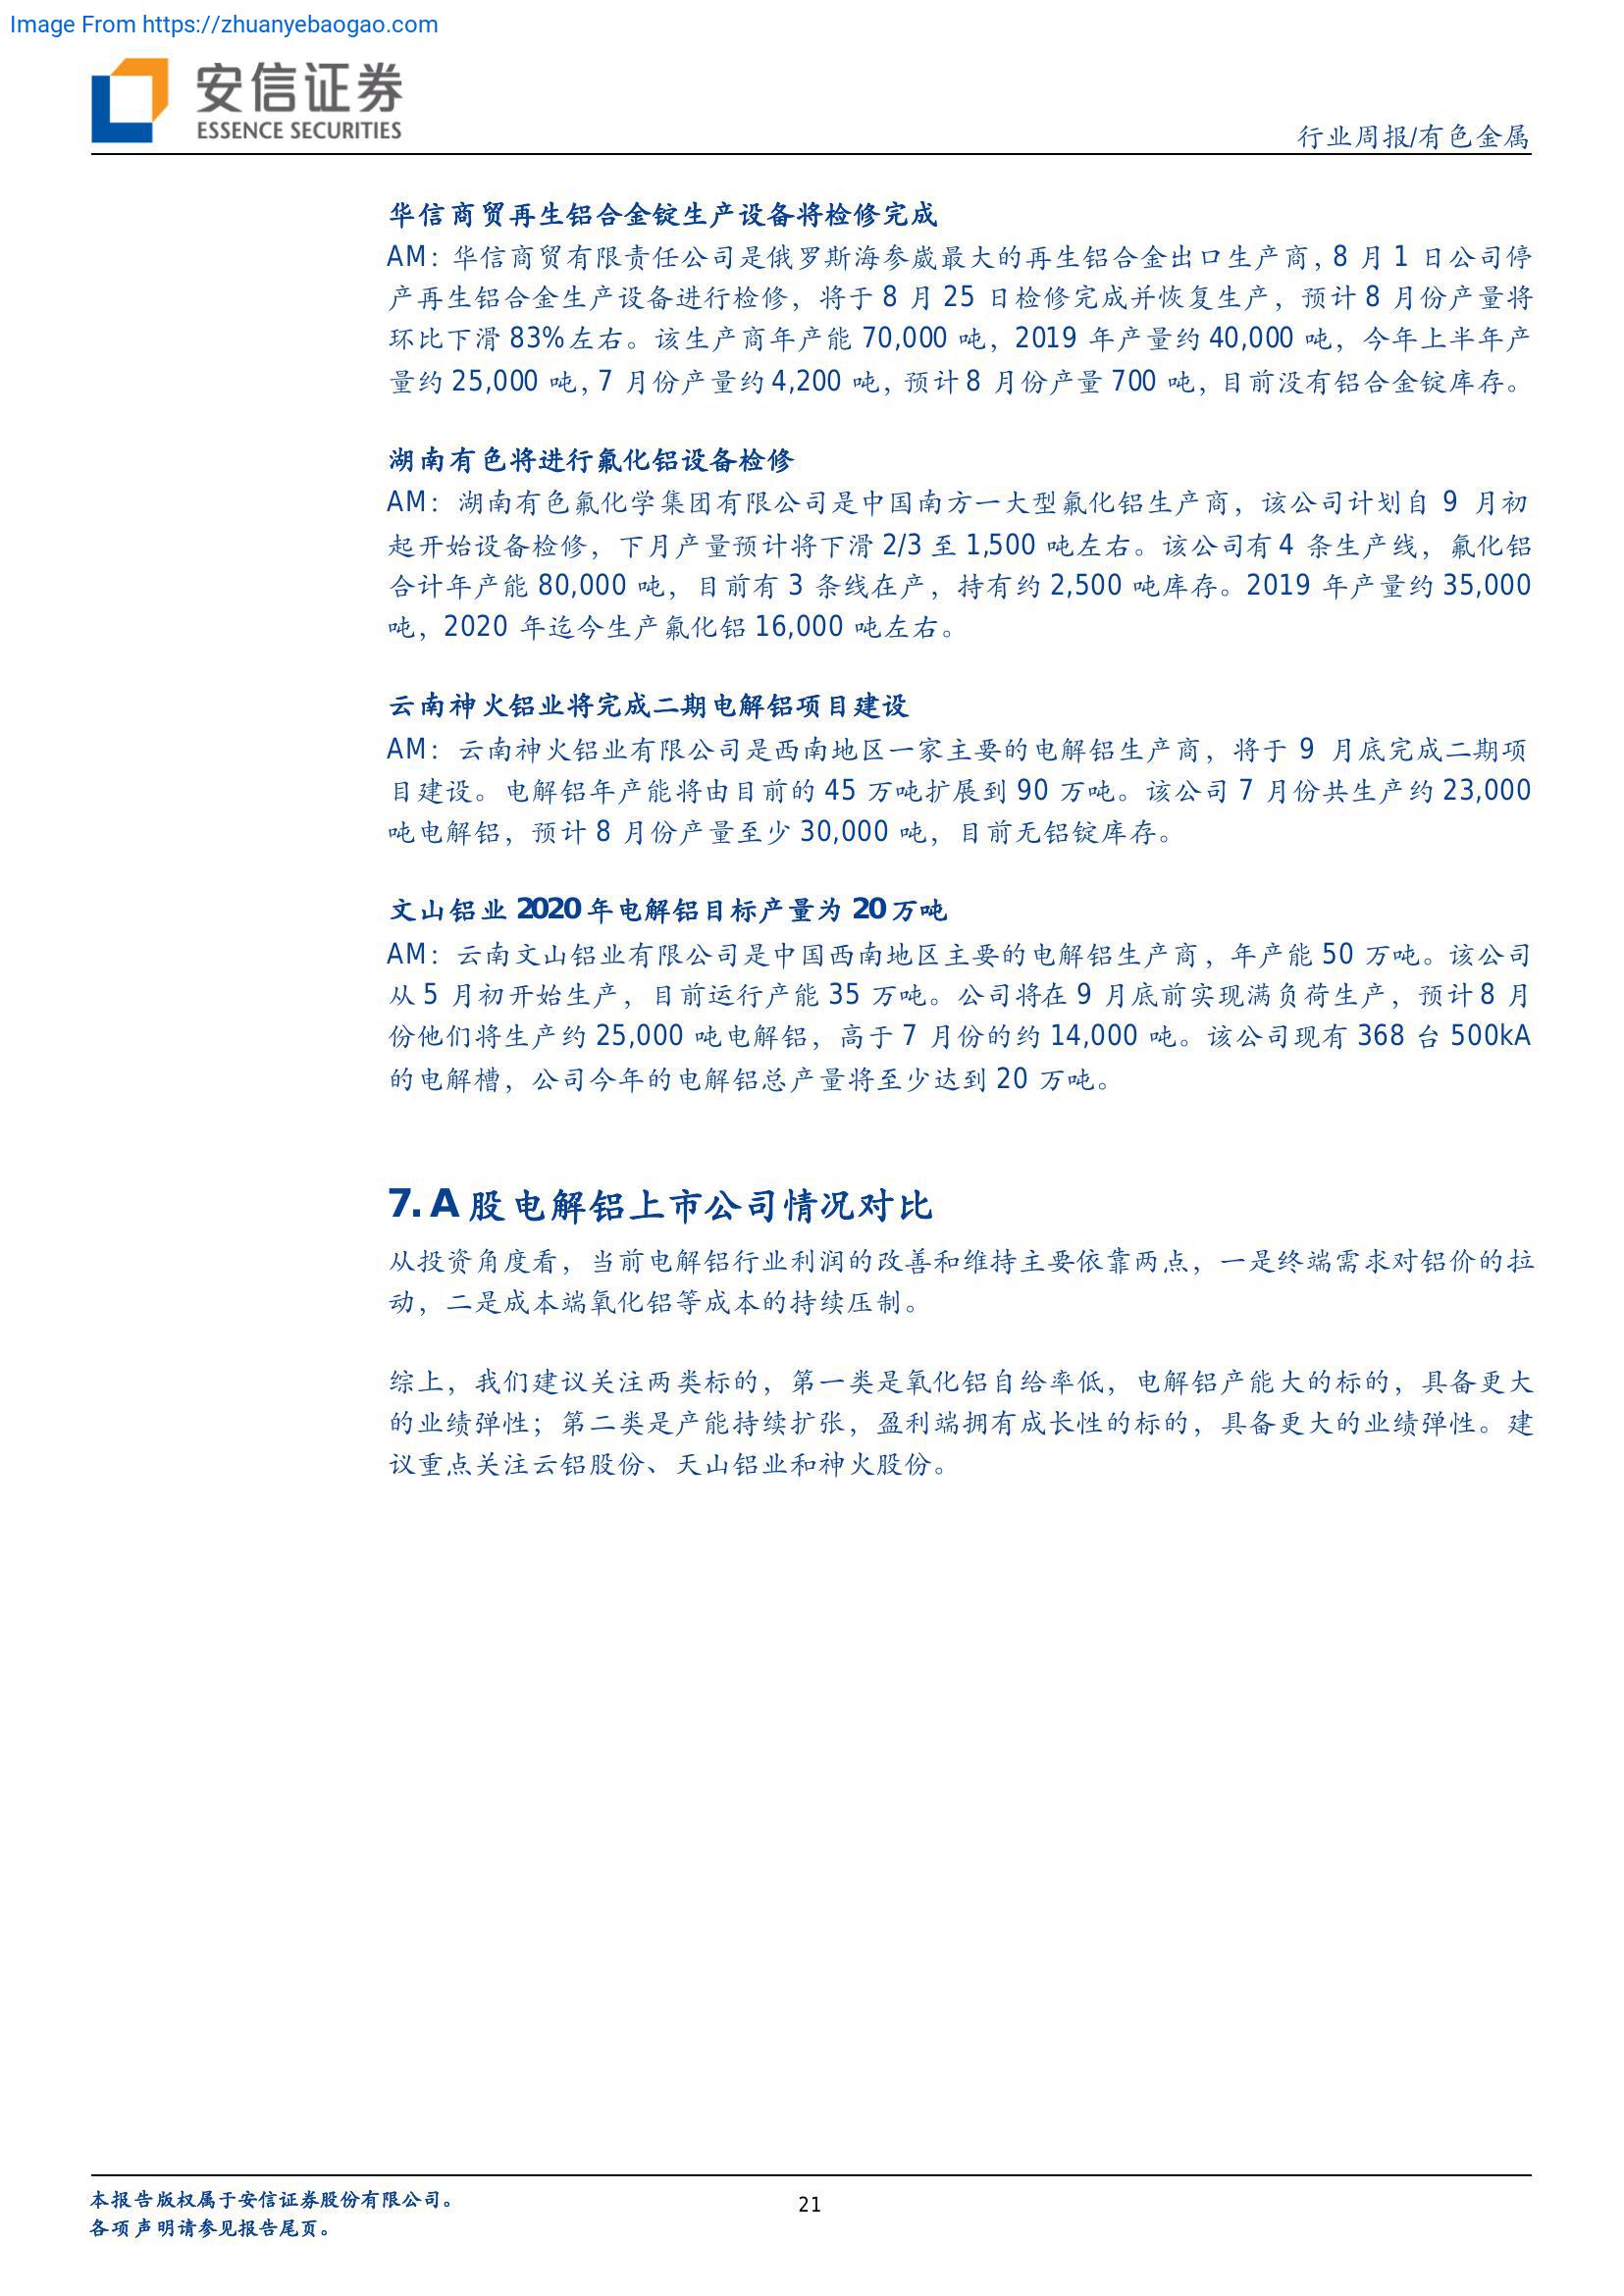 Image From https://zhuanyebaogao.com
安信证券
ESSENCE SECURITIES
行业周报/有色金属
华信商贸再生铝合金锭生产设备将检修完成
AM：华信商贸有限责任公司是俄罗斯海参崴最大的再生铝合金出口生产商，8 月 1 日公司停
产再生铝合金生产设备进行检修，将于 8 月 25 日检修完成并恢复生产，预计 8 月份产量将
环比下滑 83%左右。该生产商年产能 70,000 吨，2019 年产量约 40,000 吨，今年上半年产
量约 25,000 吨，7 月份产量约 4,200 吨，预计 8 月份产量 700 吨，目前没有铝合金锭库存。
湖南有色将进行氟化铝设备检修
AM：湖南有色氟化学集团有限公司是中国南方一大型氟化铝生产商，该公司计划自 9 月初
起开始设备检修，下月产量预计将下滑 2/3 至 1,500 吨左右。该公司有 4 条生产线，氟化铝
合计年产能 80,000 吨，目前有 3 条线在产，持有约 2,500 吨库存。2019 年产量约 35,000
吨，2020 年迄今生产氟化铝 16,000 吨左右。
云南神火铝业将完成二期电解铝项目建设
AM：云南神火铝业有限公司是西南地区一家主要的电解铝生产商，将于 9 月底完成二期项
目建设。电解铝年产能将由目前的 45 万吨扩展到 90 万吨。该公司 7 月份共生产约 23,000
吨电解铝，预计 8 月份产量至少 30,000 吨，目前无铝锭库存。
文山铝业 2020 年电解铝目标产量为 20 万吨
AM：云南文山铝业有限公司是中国西南地区主要的电解铝生产商，年产能 50 万吨。该公司
从 5 月初开始生产，目前运行产能 35 万吨。公司将在 9 月底前实现满负荷生产，预计 8 月
份他们将生产约 25,000 吨电解铝，高于 7 月份的约 14,000 吨。该公司现有 368 台 500kA
的电解槽，公司今年的电解铝总产量将至少达到 20 万吨。
7. A 股电解铝上市公司情况对比
从投资角度看，当前电解铝行业利润的改善和维持主要依靠两点，一是终端需求对铝价的拉
动，二是成本端氧化铝等成本的持续压制。
综上，我们建议关注两类标的，第一类是氧化铝自给率低，电解铝产能大的标的，具备更大
的业绩弹性；第二类是产能持续扩张，盈利端拥有成长性的标的，具备更大的业绩弹性。建
议重点关注云铝股份、天山铝业和神火股份。
本报告版权属于安信证券股份有限公司。
21
各项声明请参见报告尾页。